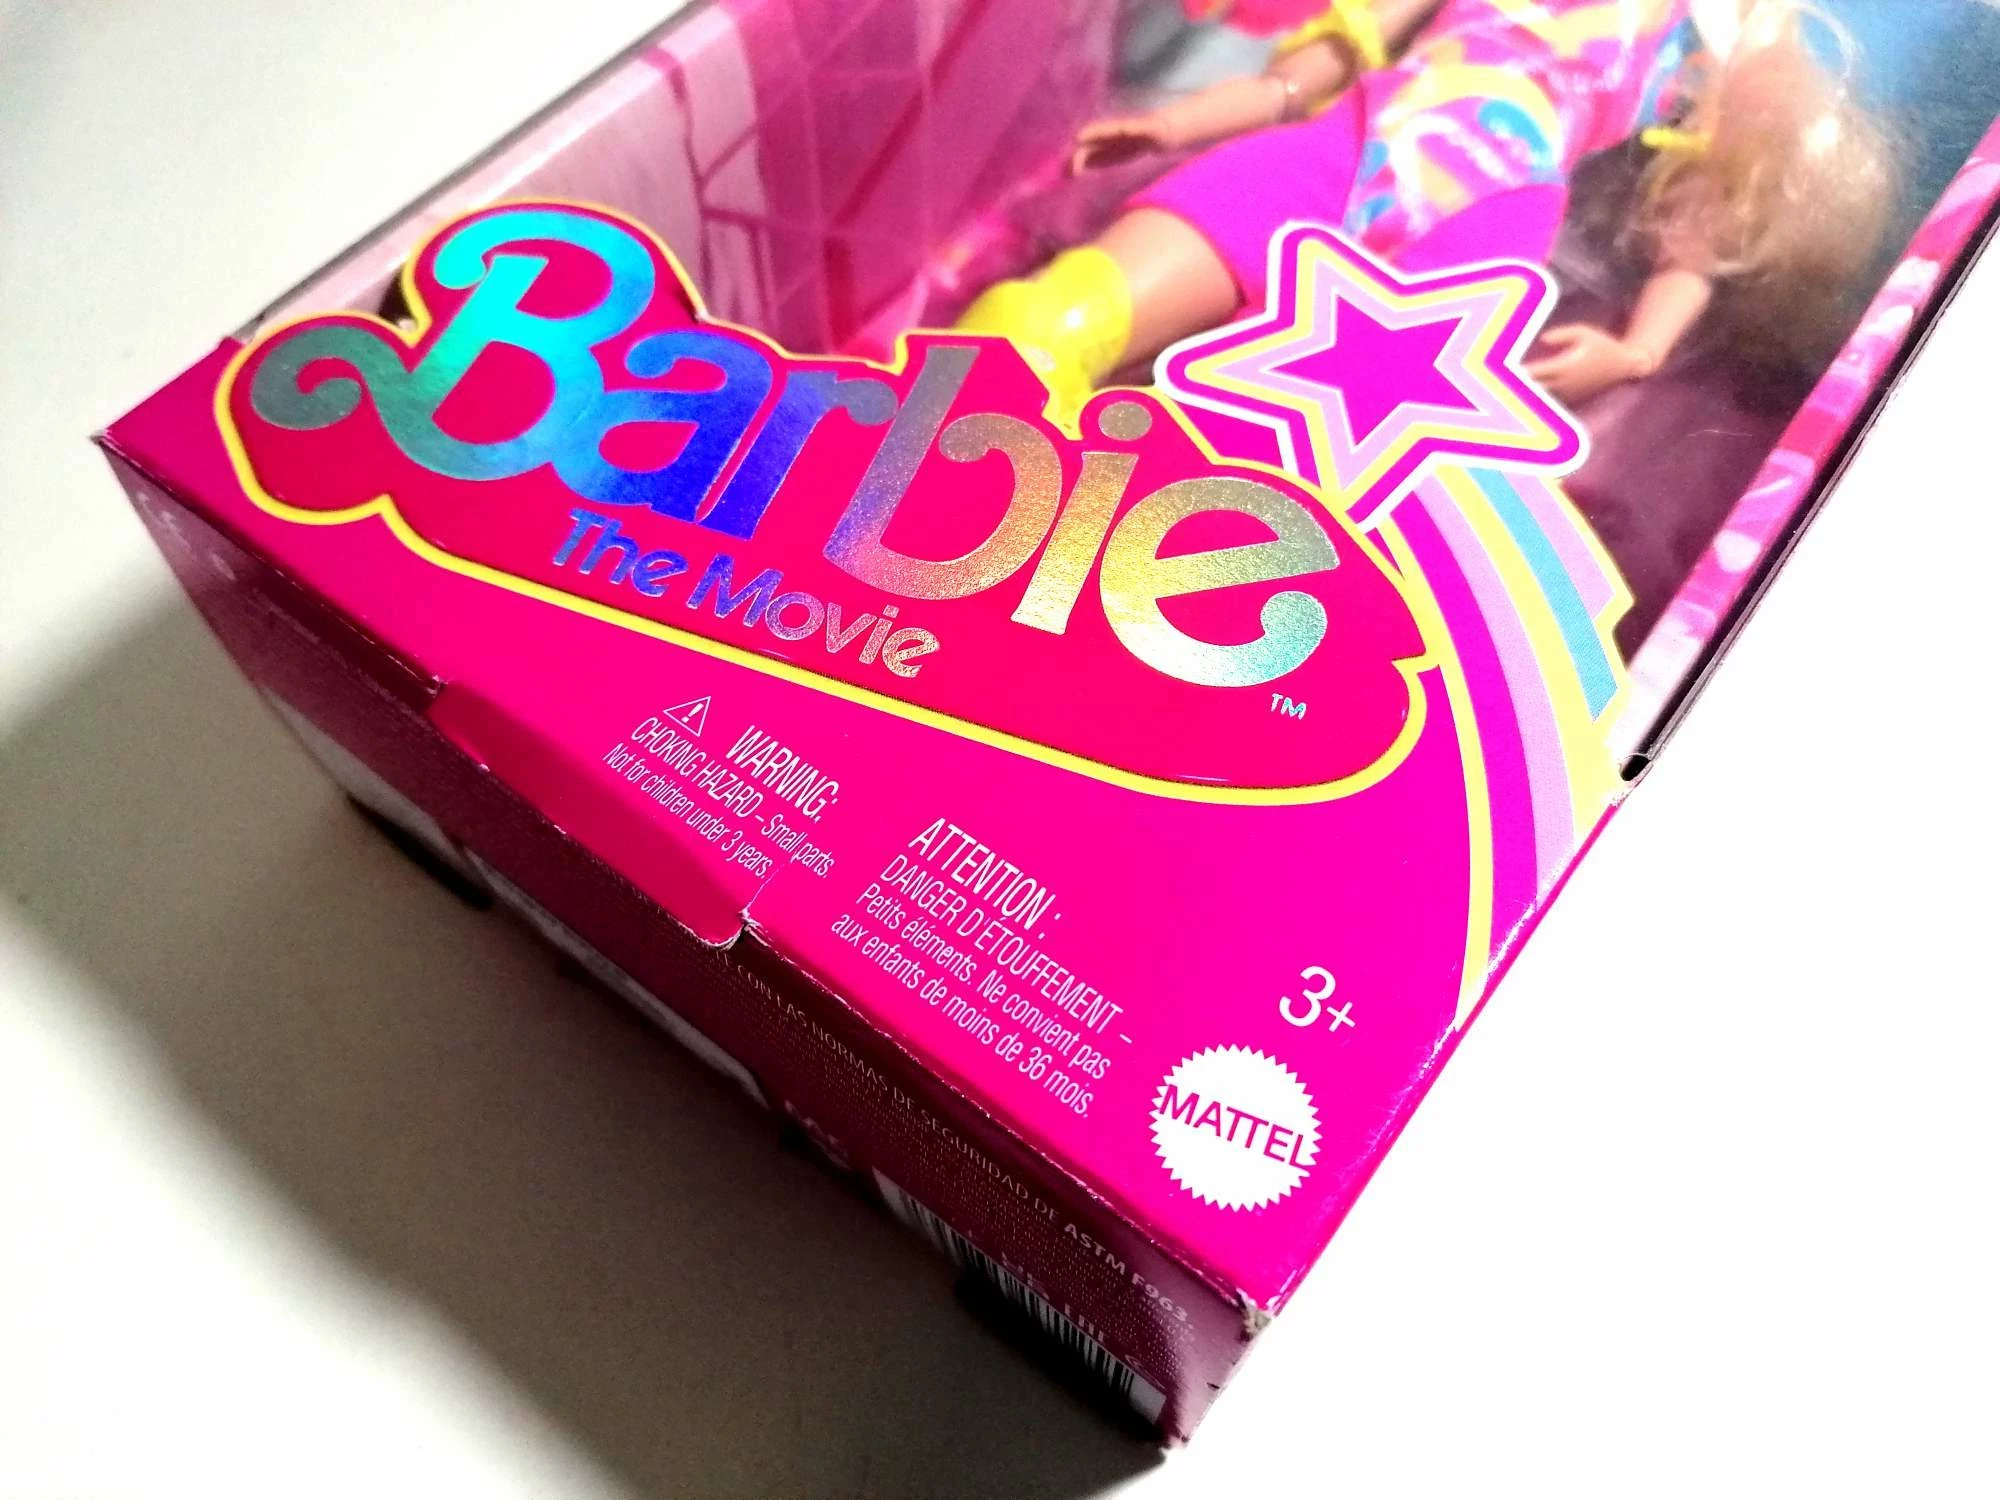 Barbie
The Movie
TM
WARNING:
CHOKING HAZARD – Small parts.
Not for children under 3 years.
ATTENTION :
DANGER D'ÉTOUFFEMENT –
Petits éléments. Ne convient pas
aux enfants de moins de 36 mois.
3+
MATTEL
CON LAS NORMAS DE SEGURIDAD DE ASTM F963.